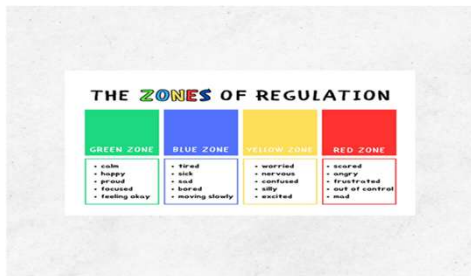 THE ZONES OF REGULATION
GREEN ZONE
calm
happy
proud
focused
feeling okay
BLUE ZONE
tired
sick
sad
bored
moving slowly
YELLOW ZONE
worried
nervous
confused
silly
excited
RED ZONE
scared
angry
frustrated
out of control
mad